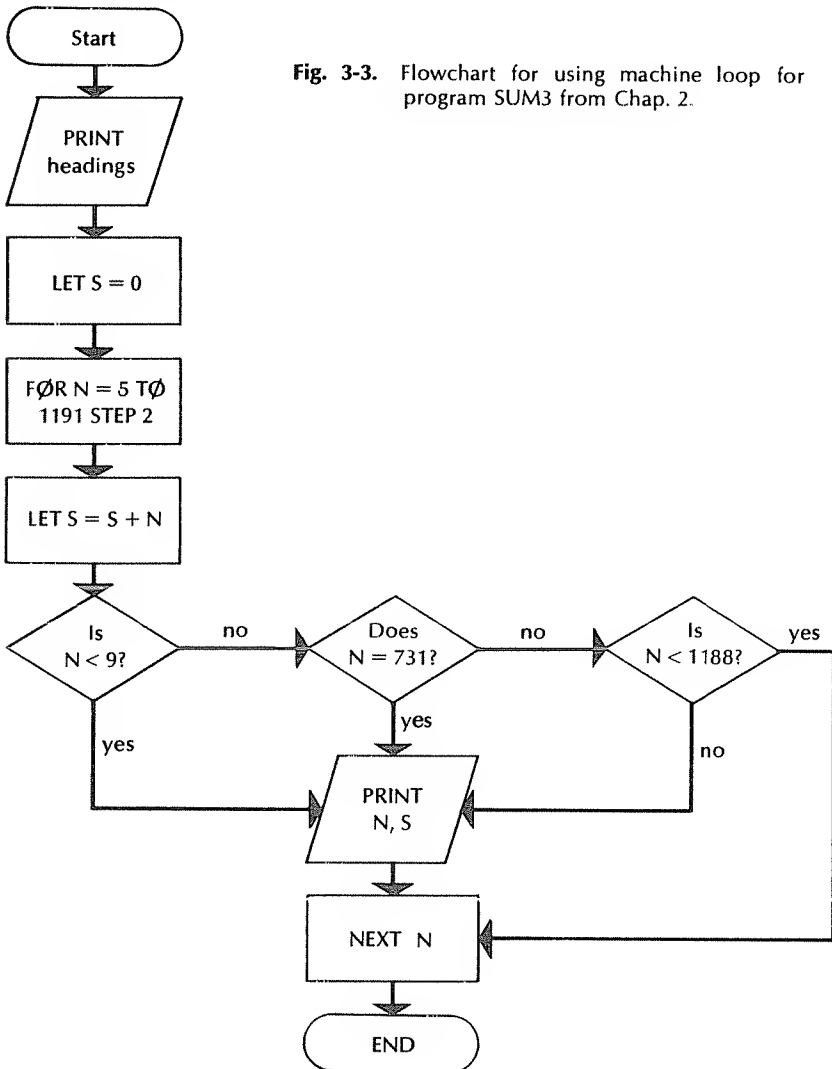 Start
Fig. 3-3. Flowchart for using machine loop for
program SUM3 from Chap. 2.
PRINT
headings
LET S = 0
FØR N = 5 TØ
1191 STEP 2
LET S = S + N
Is
N < 9?
no
Does
N = 731?
no
Is
N < 1188?
yes
yes
yes
no
PRINT
N, S
NEXT N
END